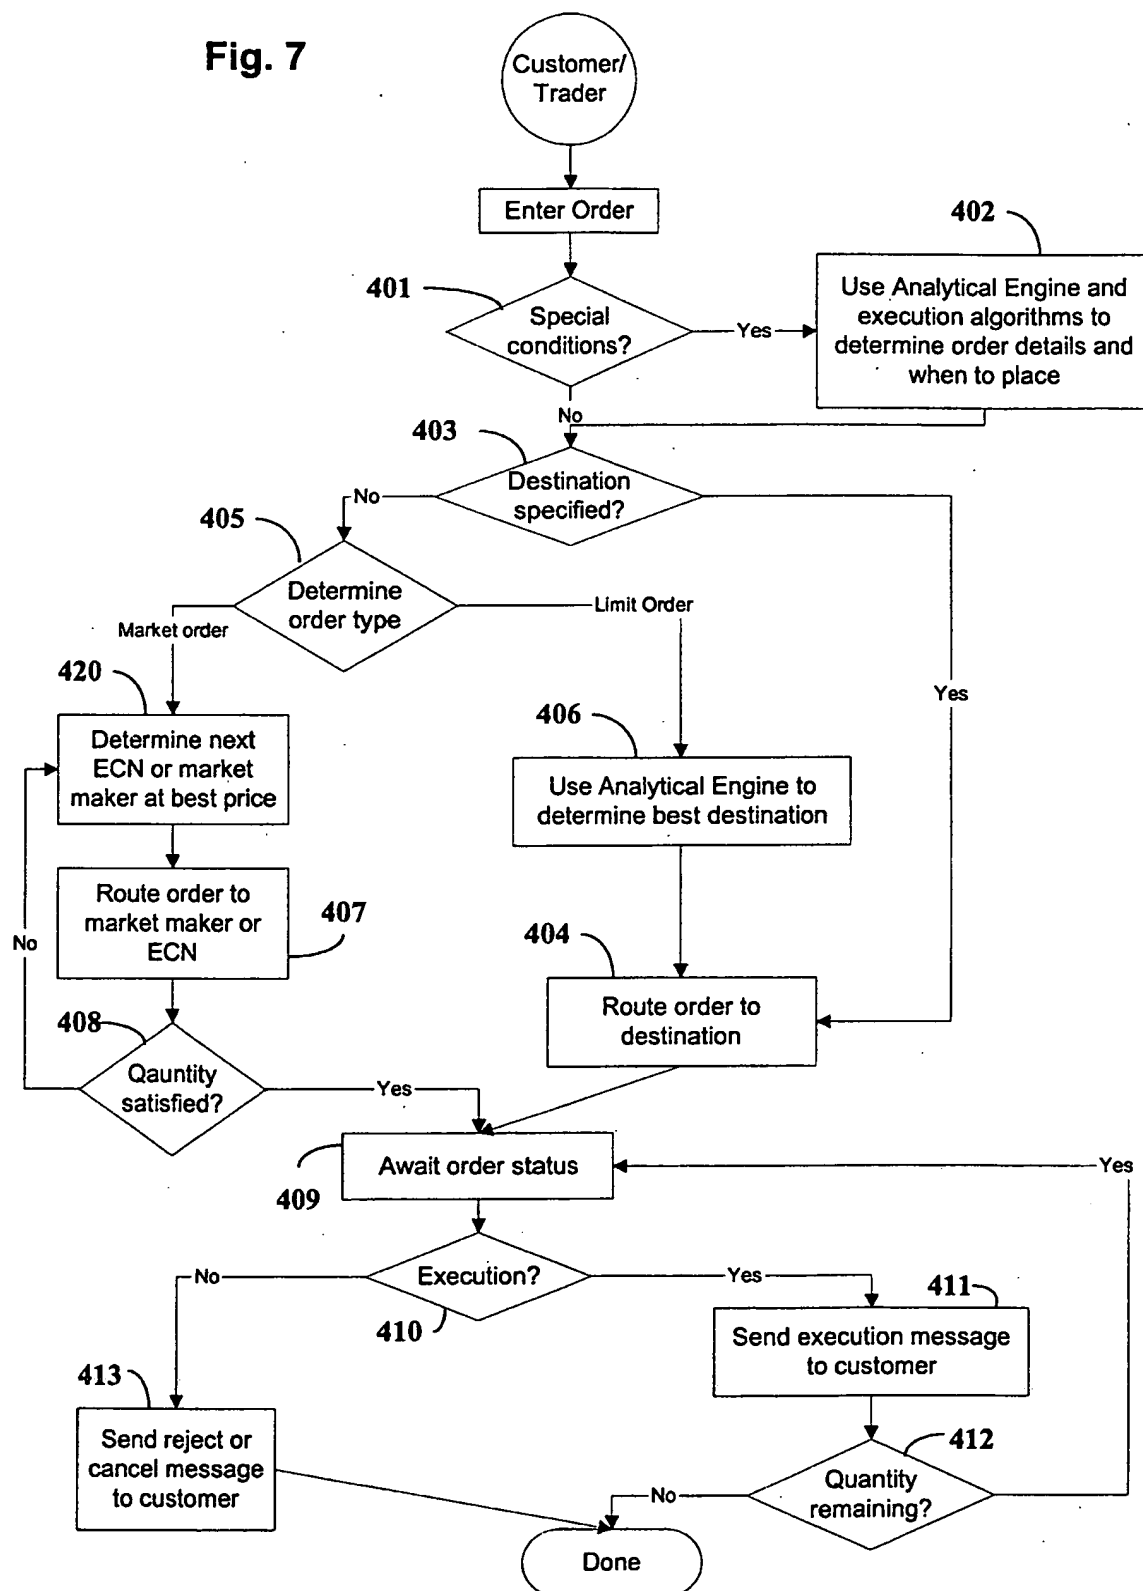 Fig. 7
Customer/
Trader
Enter Order
402
401
Special
conditions?
Yes
Use Analytical Engine and
execution algorithms to
determine order details and
when to place
No
403
Destination
specified?
No
405
Determine
order type
Limit Order
Market order
420
Yes
Determine next
ECN or market
maker at best price
406
Use Analytical Engine to
determine best destination
Route order to
market maker or
ECN
407
No
404
Route order to
destination
408
Qauntity
satisfied?
Yes
Await order status
Yes
409
Execution?
No
Yes
410
411
Send execution message
to customer
413
Send reject or
cancel message
to customer
412
Quantity
remaining?
No
Done